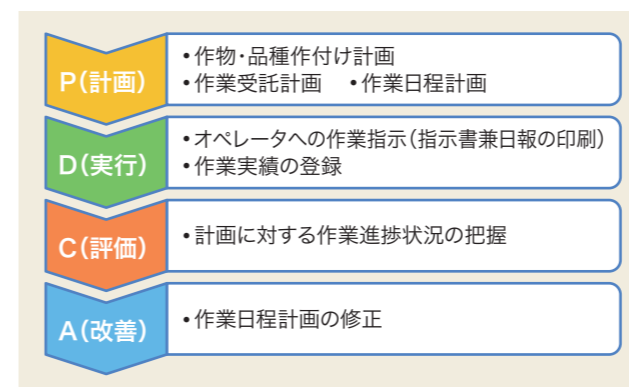 P(計画)
•作物・品種作付け計画
•作業受託計画 •作業日程計画
D(実行)
•オペレータへの作業指示(指示書兼日報の印刷)
•作業実績の登録
C(評価)
•計画に対する作業進捗状況の把握
A(改善)
•作業日程計画の修正